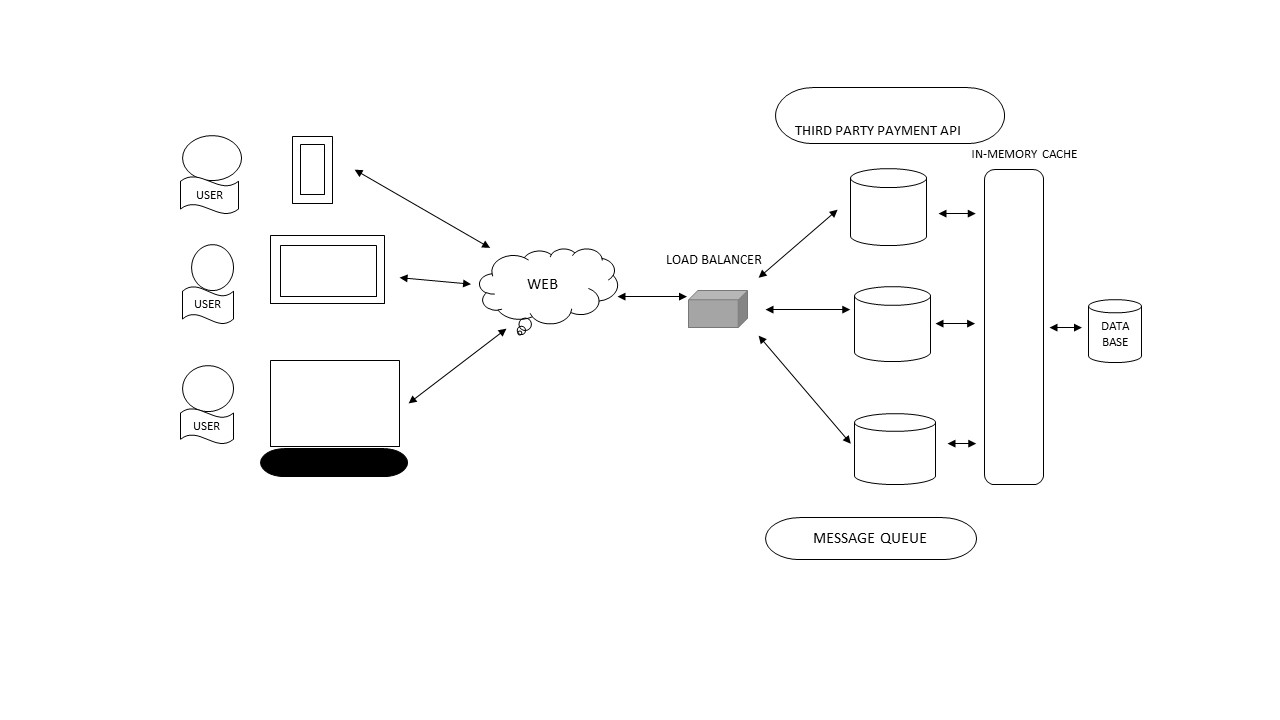 THIRD PARTY PAYMENT API
IN-MEMORY CACHE
USER
LOAD BALANCER
WEB
USER
DATA
BASE
USER
MESSAGE QUEUE